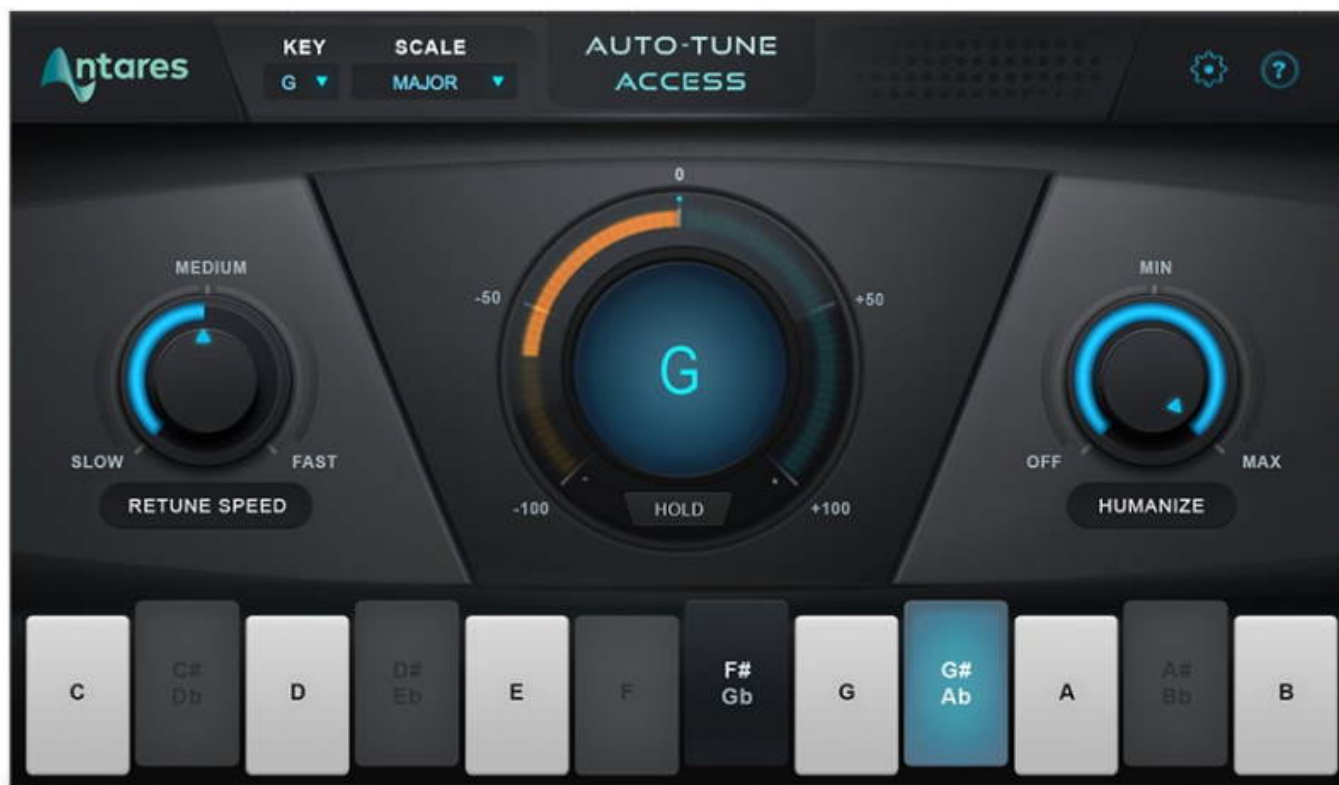 Antares
KEY
SCALE
G
MAJOR
AUTO-TUNE
ACCESS
?
0
-50
+50
-100
+100
G
HOLD
MEDIUM
SLOW
FAST
RETUNE SPEED
MIN
OFF
MAX
HUMANIZE
C
C#
Db
D
D#
Eb
E
F
F#
Gb
G
G#
Ab
A
A#
Bb
B